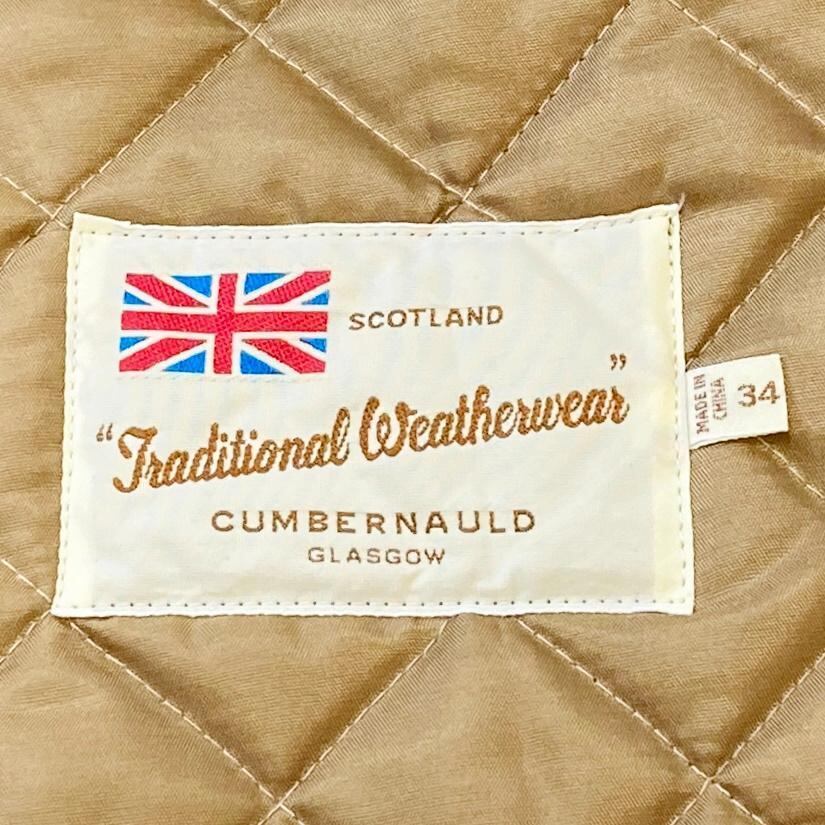 SCOTLAND
“Traditional Weatherwear”
CUMBERNAULD
GLASGOW
MADE IN
CHINA
34